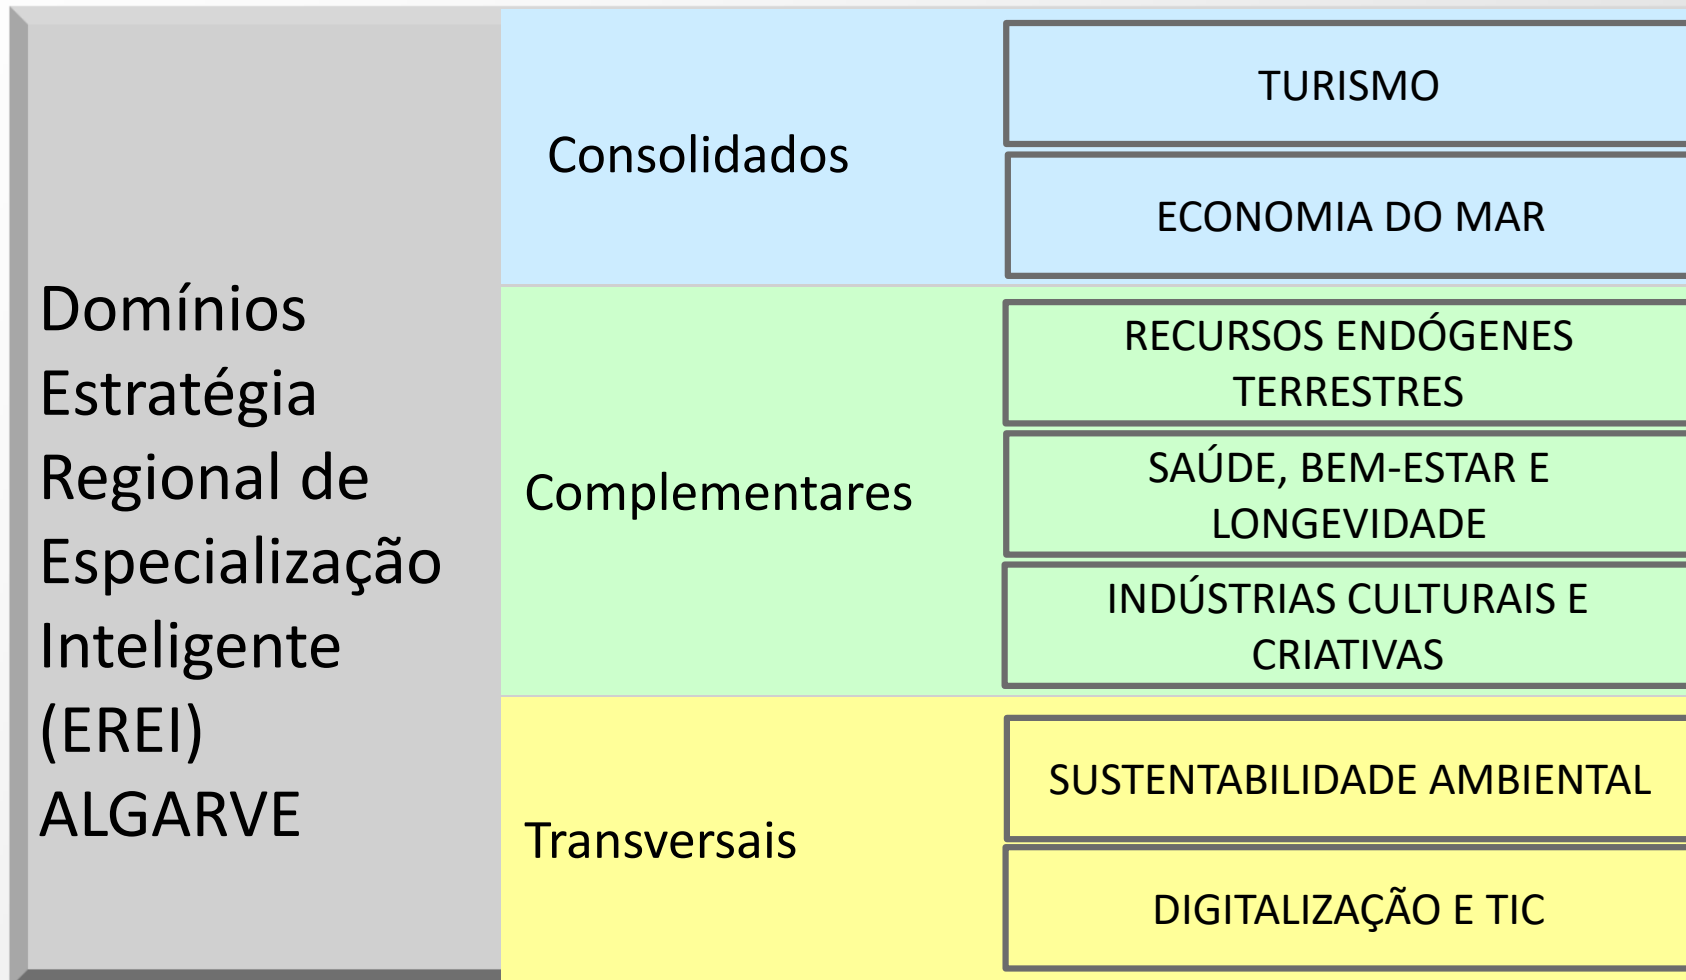 Domínios
Estratégia
Regional de
Especialização
Inteligente
(EREI)
ALGARVE
Consolidados
TURISMO
ECONOMIA DO MAR
Complementares
RECURSOS ENDÓGENES
TERRESTRES
SAÚDE, BEM-ESTAR E
LONGEVIDADE
INDÚSTRIAS CULTURAIS E
CRIATIVAS
Transversais
SUSTENTABILIDADE AMBIENTAL
DIGITALIZAÇÃO E TIC